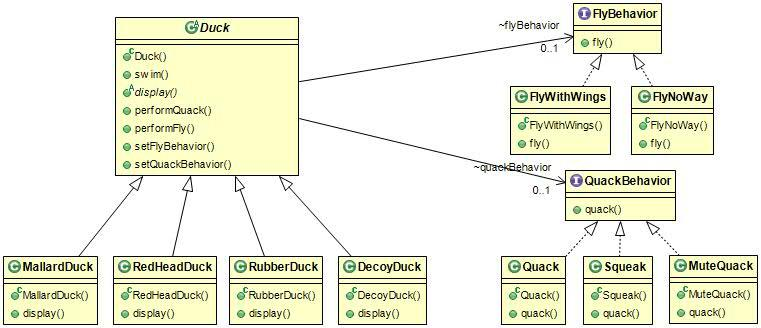 Duck
Duck()
swim()
display()
performQuack()
performFly()
setFlyBehavior()
setQuackBehavior()
~flyBehavior
0..1
FlyBehavior
fly()
FlyWithWings
FlyWithWings()
fly()
FlyNoWay
FlyNoWay()
fly()
~quackBehavior
0..1
QuackBehavior
quack()
MallardDuck
MallardDuck()
display()
RedHeadDuck
RedHeadDuck()
display()
RubberDuck
RubberDuck()
display()
DecoyDuck
DecoyDuck()
display()
Quack
Quack()
quack()
Squeak
Squeak()
quack()
MuteQuack
MuteQuack()
quack()